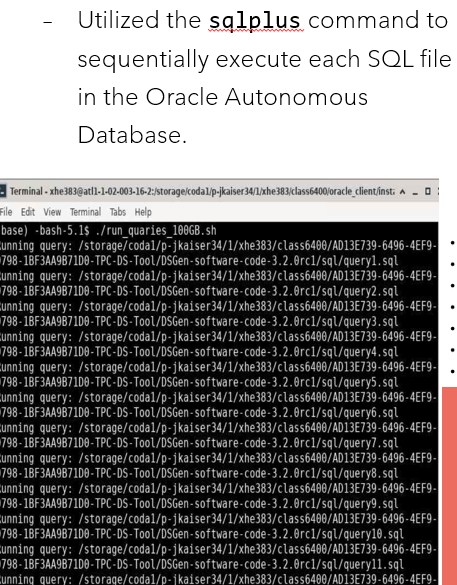 – Utilized the sqlplus command to
sequentially execute each SQL file
in the Oracle Autonomous
Database.
Terminal - xhe383@atl1-1-02-003-16-2:/storage/coda1/p-jkaiser34/1/xhe383/class6400/oracle_client/insta
File Edit View Terminal Tabs Help
base) -bash-5.1$ ./run_quaries_100GB.sh
unning query: /storage/coda1/p-jkaiser34/1/xhe383/class6400/AD13E739-6496-4EF9-
798-1BF3AA9B71D0-TPC-DS-Tool/DSGen-software-code-3.2.0rc1/sql/query1.sql
unning query: /storage/coda1/p-jkaiser34/1/xhe383/class6400/AD13E739-6496-4EF9-
798-1BF3AA9B71D0-TPC-DS-Tool/DSGen-software-code-3.2.0rc1/sql/query2.sql
unning query: /storage/coda1/p-jkaiser34/1/xhe383/class6400/AD13E739-6496-4EF9-
798-1BF3AA9B71D0-TPC-DS-Tool/DSGen-software-code-3.2.0rc1/sql/query3.sql
unning query: /storage/coda1/p-jkaiser34/1/xhe383/class6400/AD13E739-6496-4EF9-
798-1BF3AA9B71D0-TPC-DS-Tool/DSGen-software-code-3.2.0rc1/sql/query4.sql
unning query: /storage/coda1/p-jkaiser34/1/xhe383/class6400/AD13E739-6496-4EF9-
798-1BF3AA9B71D0-TPC-DS-Tool/DSGen-software-code-3.2.0rc1/sql/query5.sql
unning query: /storage/coda1/p-jkaiser34/1/xhe383/class6400/AD13E739-6496-4EF9-
798-1BF3AA9B71D0-TPC-DS-Tool/DSGen-software-code-3.2.0rc1/sql/query6.sql
unning query: /storage/coda1/p-jkaiser34/1/xhe383/class6400/AD13E739-6496-4EF9-
798-1BF3AA9B71D0-TPC-DS-Tool/DSGen-software-code-3.2.0rc1/sql/query7.sql
unning query: /storage/coda1/p-jkaiser34/1/xhe383/class6400/AD13E739-6496-4EF9-
798-1BF3AA9B71D0-TPC-DS-Tool/DSGen-software-code-3.2.0rc1/sql/query8.sql
unning query: /storage/coda1/p-jkaiser34/1/xhe383/class6400/AD13E739-6496-4EF9-
798-1BF3AA9B71D0-TPC-DS-Tool/DSGen-software-code-3.2.0rc1/sql/query9.sql
unning query: /storage/coda1/p-jkaiser34/1/xhe383/class6400/AD13E739-6496-4EF9-
798-1BF3AA9B71D0-TPC-DS-Tool/DSGen-software-code-3.2.0rc1/sql/query10.sql
unning query: /storage/coda1/p-jkaiser34/1/xhe383/class6400/AD13E739-6496-4EF9-
798-1BF3AA9B71D0-TPC-DS-Tool/DSGen-software-code-3.2.0rc1/sql/query11.sql
unning query: /storage/coda1/p-jkaiser34/1/xhe383/class6400/AD13E739-6496-4EF9-